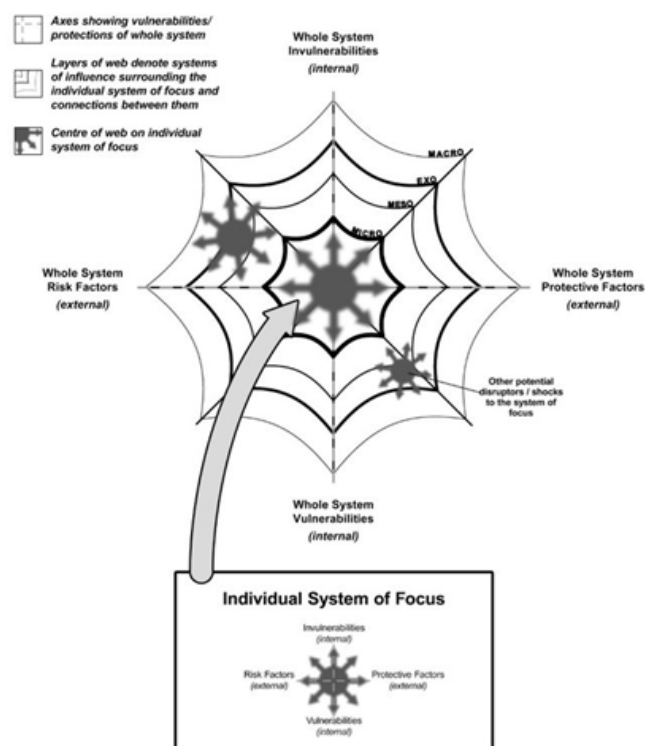 Axes showing vulnerabilities/
protections of whole system
Layers of web denote systems
of influence surrounding the
individual system of focus and
connections between them
Centre of web on individual
system of focus
Whole System
Invulnerabilities
(internal)
MACRO
EXO
MESO
MICRO
Whole System
Risk Factors
(external)
Whole System
Protective Factors
(external)
Other potential
disruptors / shocks
to the system of
focus
Whole System
Vulnerabilities
(internal)
Individual System of Focus
Invulnerabilities
(internal)
Risk Factors
(external)
Protective Factors
(external)
Vulnerabilities
(internal)